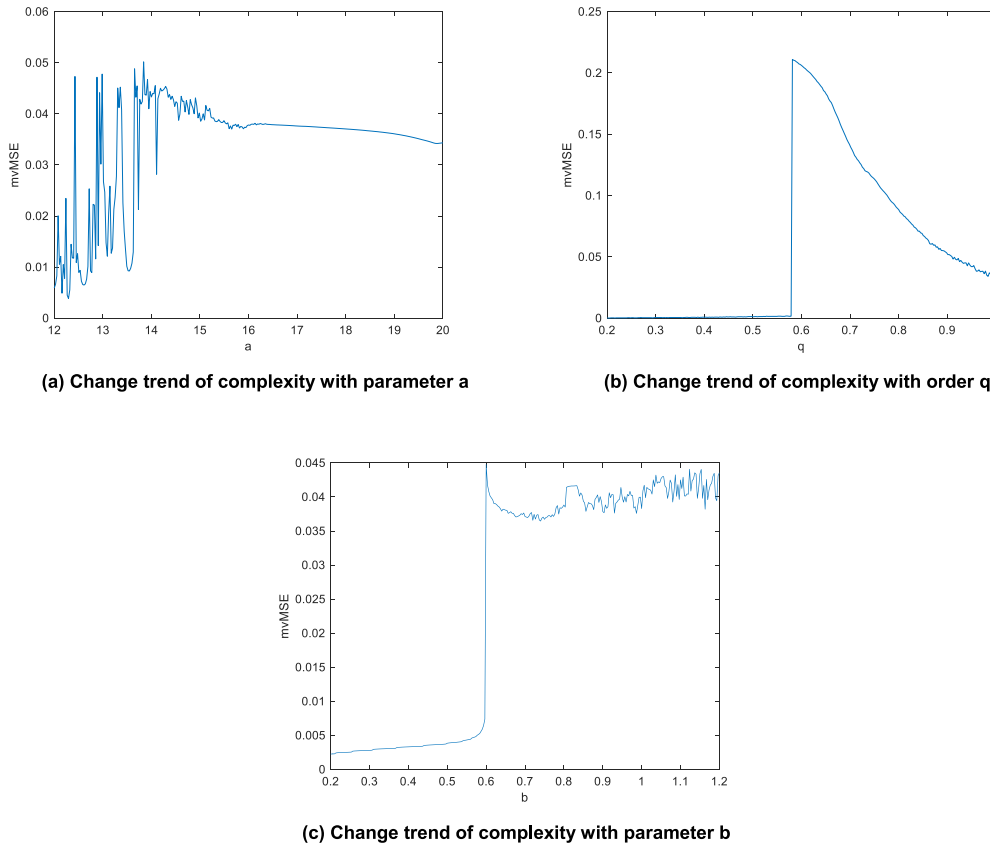 0.06
0.05
0.04
0.03
0.02
0.01
0
mvMSE
12 13 14 15 16 17 18 19 20
a
(a) Change trend of complexity with parameter a
0.25
0.2
0.15
0.1
0.05
0
mvMSE
0.2 0.3 0.4 0.5 0.6 0.7 0.8 0.9
q
(b) Change trend of complexity with order q
0.045
0.04
0.035
0.03
0.025
0.02
0.015
0.01
0.005
0
mvMSE
0.2 0.3 0.4 0.5 0.6 0.7 0.8 0.9 1 1.1 1.2
b
(c) Change trend of complexity with parameter b